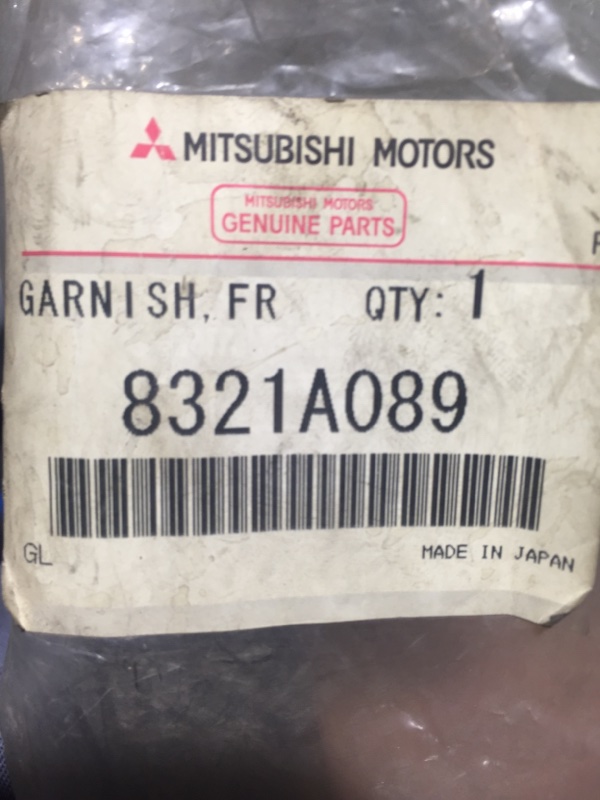 MITSUBISHI MOTORS
MITSUBISHI MOTORS
GENUINE PARTS
GARNISH, FR QTY: 1
8321A089
GL MADE IN JAPAN